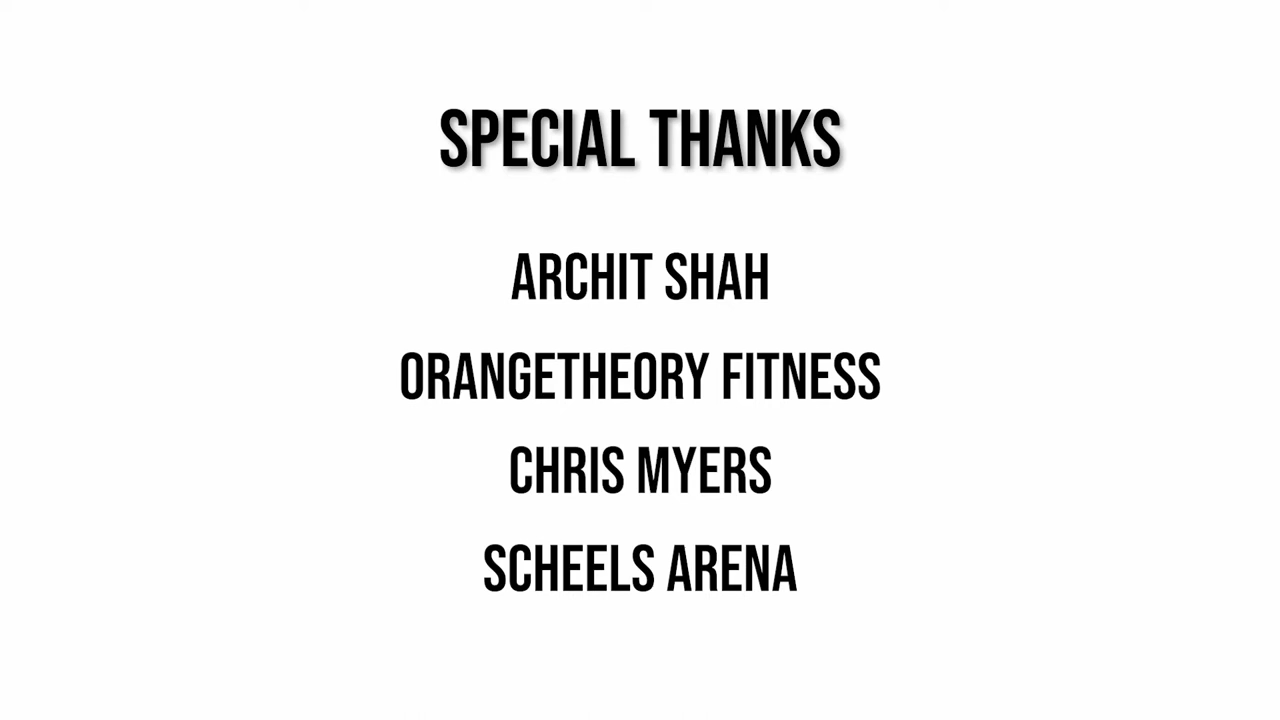 SPECIAL THANKS
ARCHIT SHAH
ORANGETHEORY FITNESS
CHRIS MYERS
SCHEELS ARENA